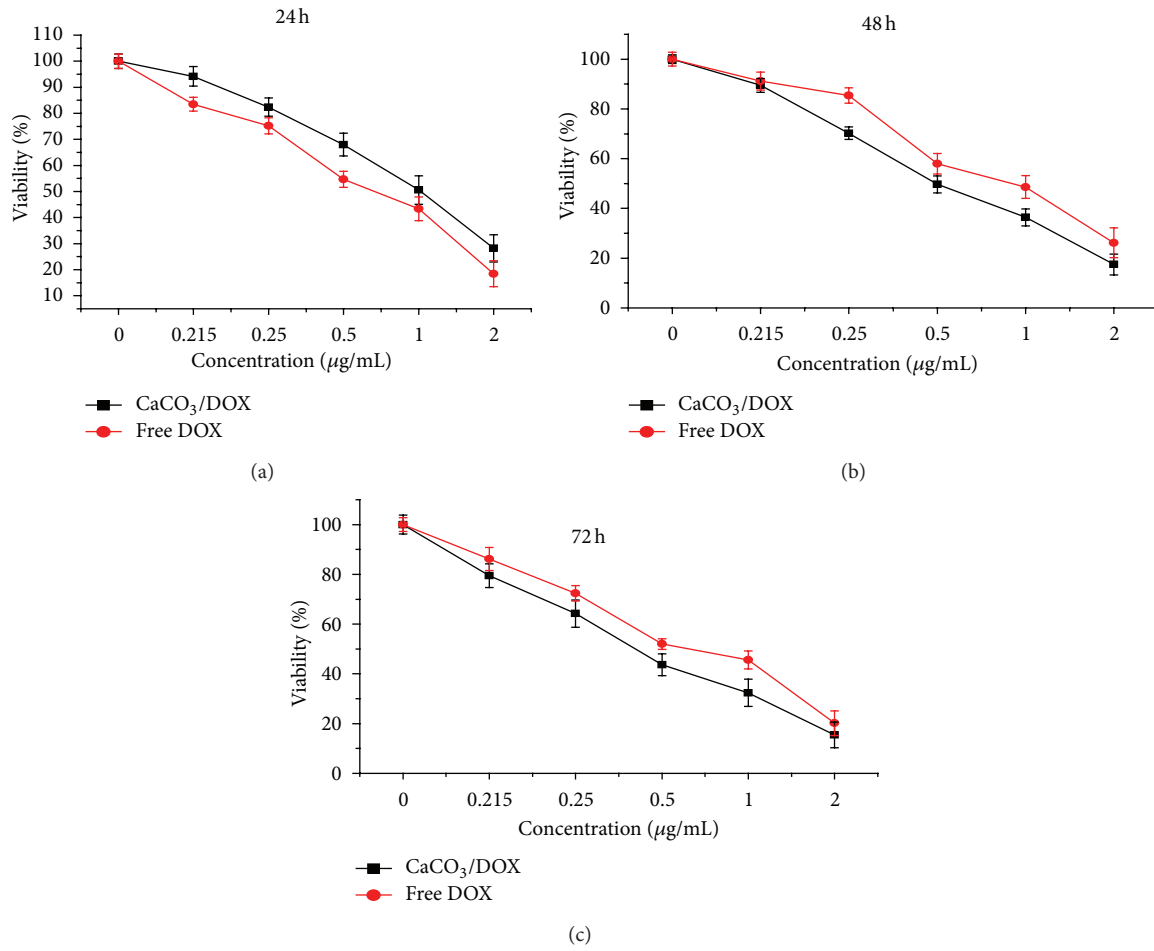 24 h
110
100
90
80
70
60
50
40
30
20
10
Viability (%)
0 0.215 0.25 0.5 1 2
Concentration (μg/mL)
CaCO₃/DOX
Free DOX
(a)
48 h
100
80
60
40
20
0
Viability (%)
0 0.215 0.25 0.5 1 2
Concentration (μg/mL)
CaCO₃/DOX
Free DOX
(b)
72 h
100
80
60
40
20
0
Viability (%)
0 0.215 0.25 0.5 1 2
Concentration (μg/mL)
CaCO₃/DOX
Free DOX
(c)